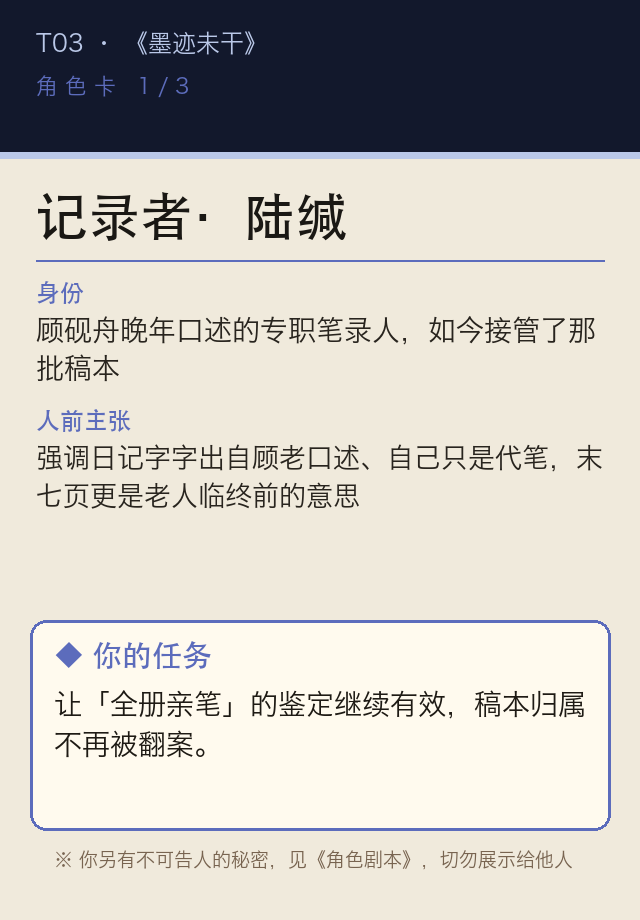 T03 · 《墨迹未干》
角色卡 1/3
记录者· 陆缄
身份
顾砚舟晚年口述的专职笔录人，如今接管了那
批稿本
人前主张
强调日记字字出自顾老口述、自己只是代笔，末
七页更是老人临终前的意思
◆ 你的任务
让「全册亲笔」的鉴定继续有效，稿本归属
不再被翻案。
※ 你另有不可告人的秘密，见《角色剧本》，切勿展示给他人